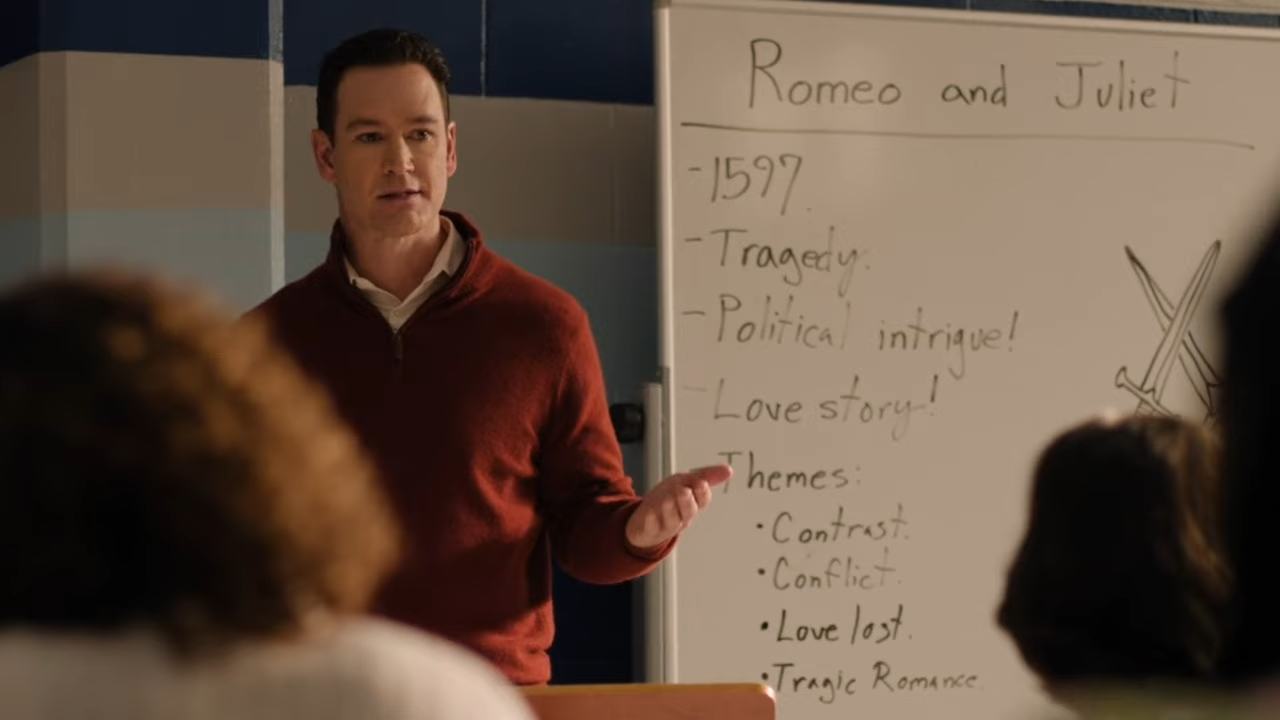 Romeo and Juliet
-1597.
-Tragedy.
-Political intrigue!
-Love story!
Themes:
•Contrast.
•Conflict.
•Love lost.
•Tragic Romance.